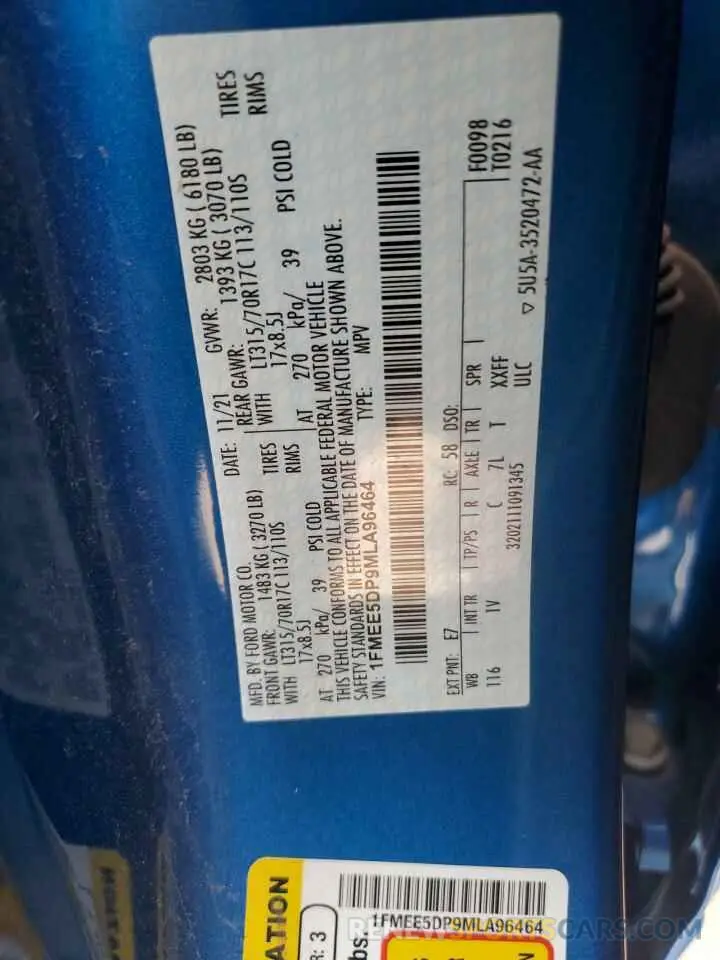 MFD. BY FORD MOTOR CO.
DATE: 11/21 GVWR: 2803 KG ( 6180 LB)
FRONT GAWR: 1483 KG ( 3270 LB) REAR GAWR: 1393 KG ( 3070 LB)
WITH LT315/70R17C 113/110S TIRES WITH LT315/70R17C 113/110S TIRES
17x8.5J RIMS 17x8.5J RIMS
AT 270 kPa/ 39 PSI COLD AT 270 kPa/ 39 PSI COLD
THIS VEHICLE CONFORMS TO ALL APPLICABLE FEDERAL MOTOR VEHICLE
SAFETY STANDARDS IN EFFECT ON THE DATE OF MANUFACTURE SHOWN ABOVE.
VIN: 1FMEE5DP9MLA96464 TYPE: MPV
F0098
T0216
EXT PNT: E7 RC: 58 DSO:
WB INT TR TP/PS R AXLE TR SPR
116 1V C 7L T XXFF
3202111091345 ULC
▽ 5U5A-3520472-AA
ATION
R: 3
bs
1FMEE5DP9MLA96464
REPORTSPORTSCARS.COM